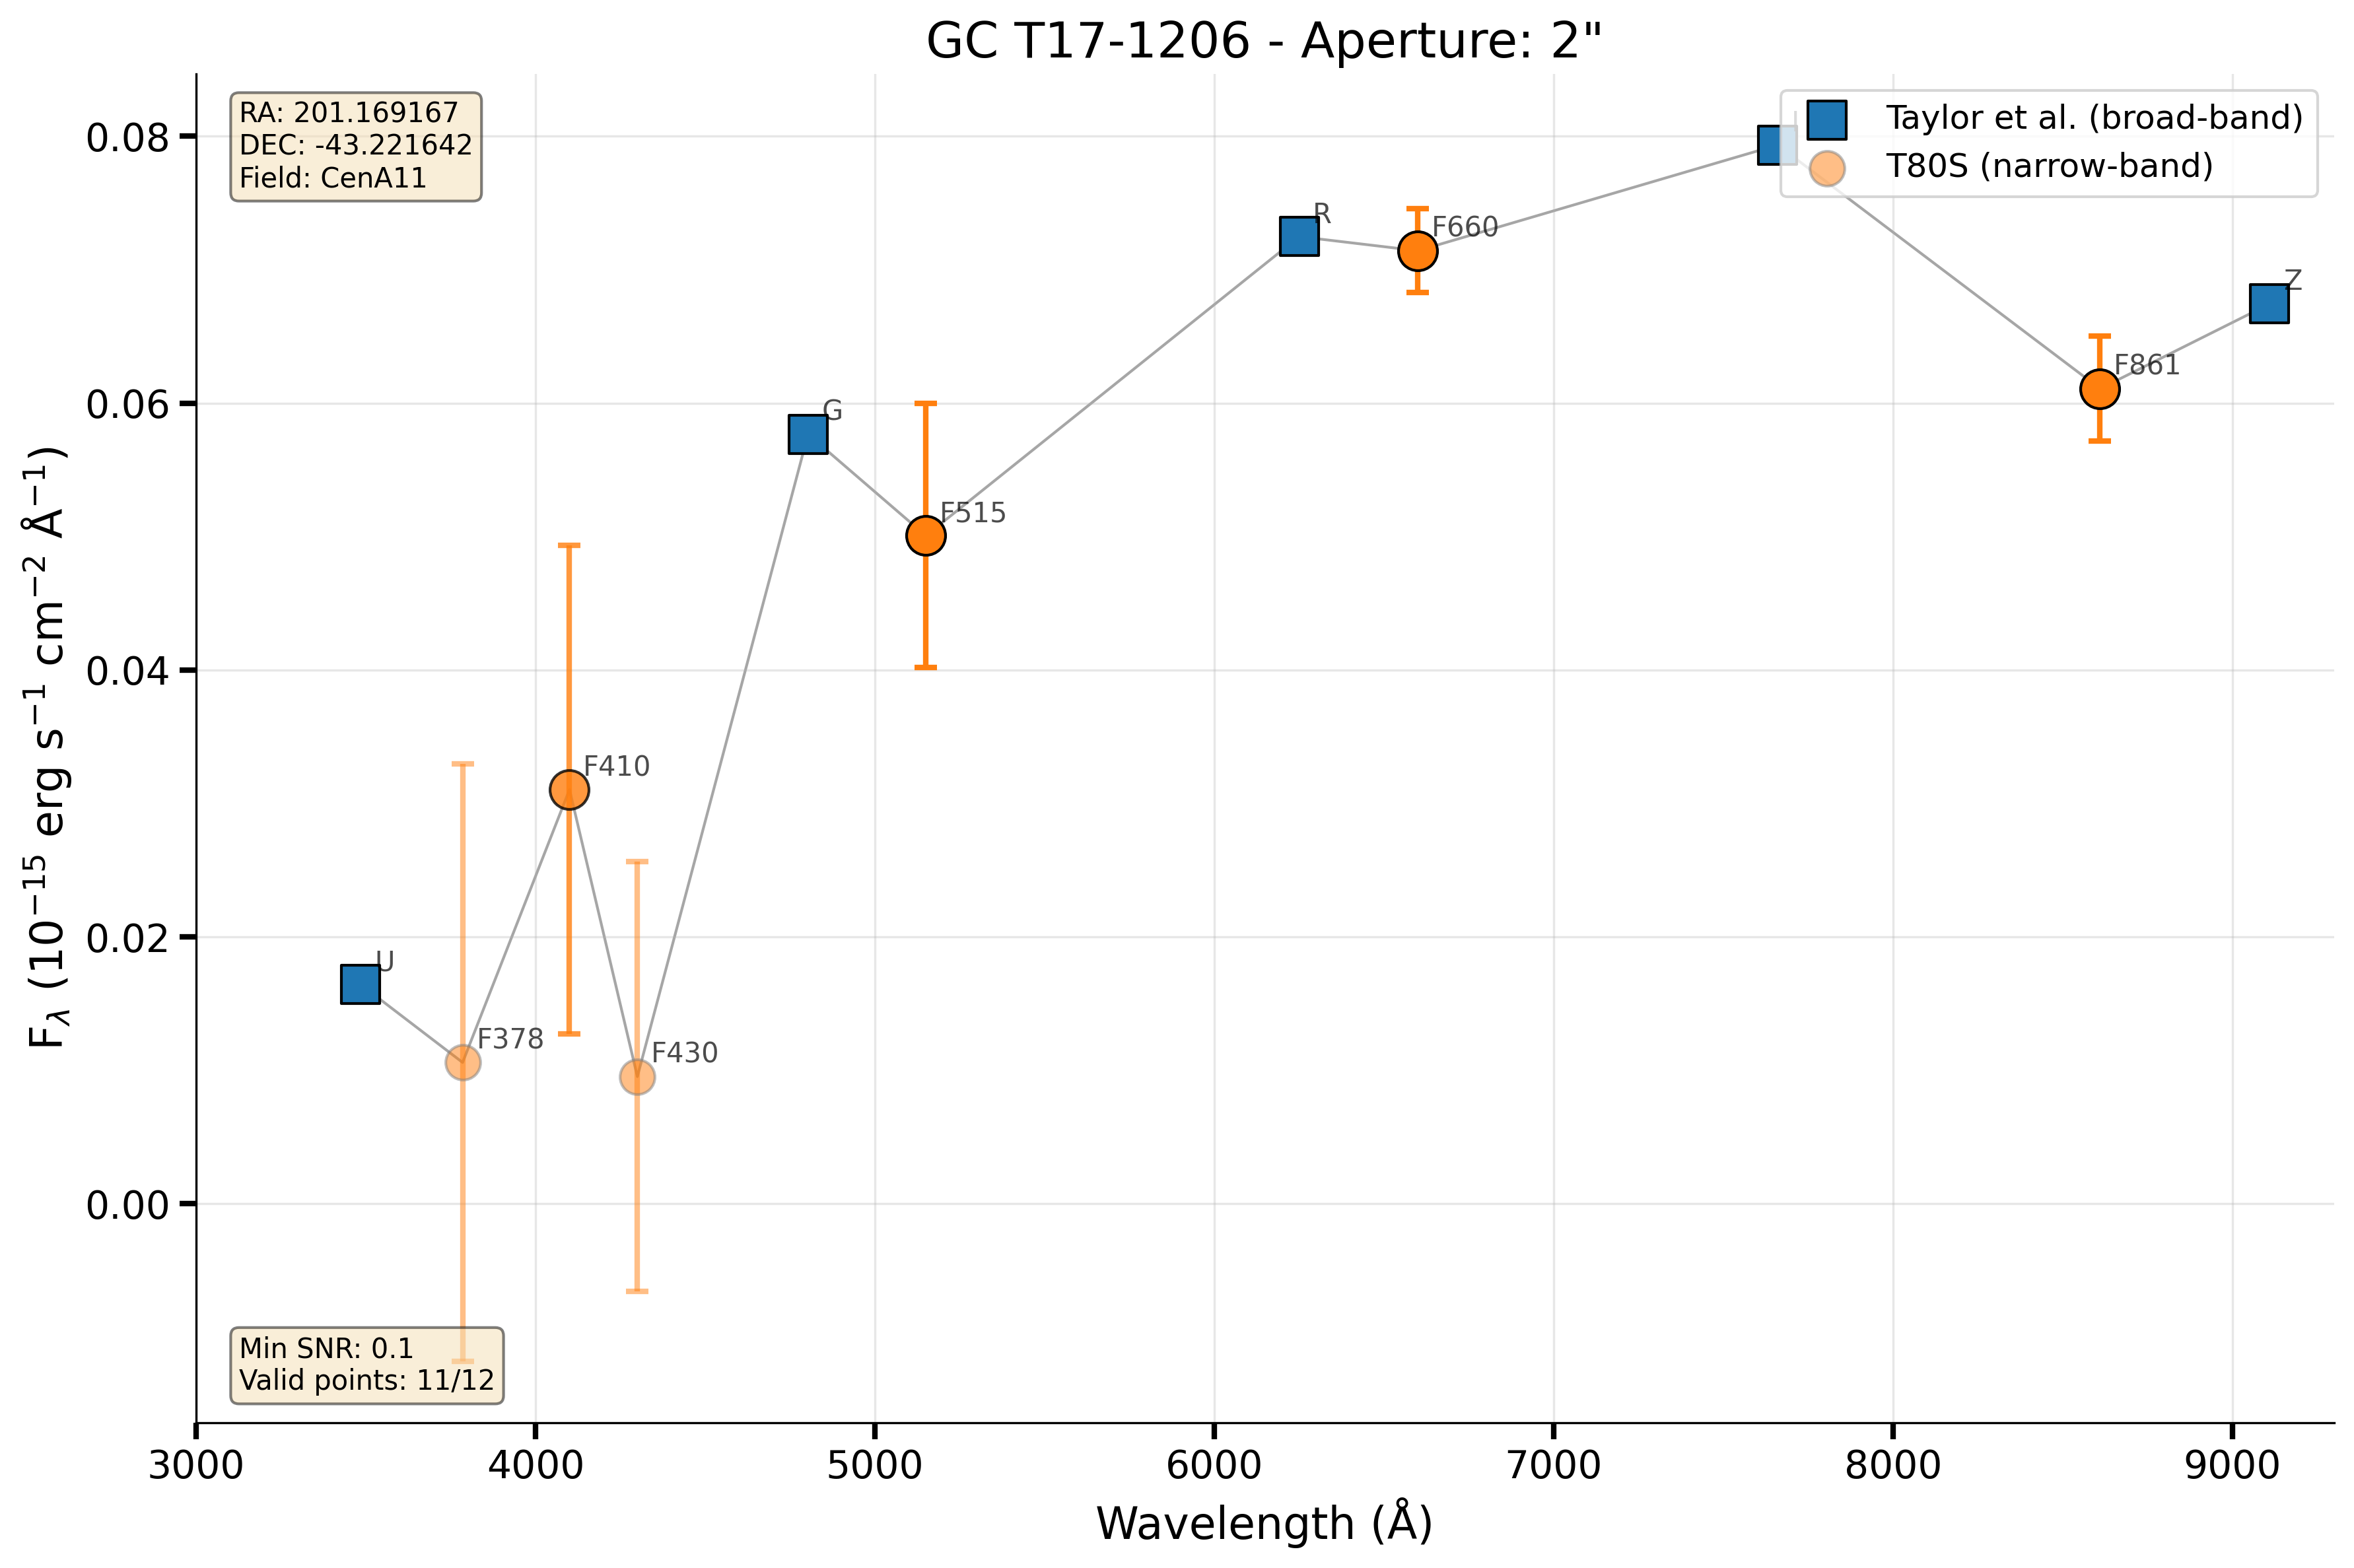 GC T17-1206 - Aperture: 2"
RA: 201.169167
DEC: -43.221642
Field: CenA11
Taylor et al. (broad-band)
T80S (narrow-band)
0.08
0.06
0.04
0.02
0.00
F_λ (10⁻¹⁵ erg s⁻¹ cm⁻² Å⁻¹)
R
F660
Z
F861
G
F515
F410
U
F378
F430
Min SNR: 0.1
Valid points: 11/12
3000 4000 5000 6000 7000 8000 9000
Wavelength (Å)